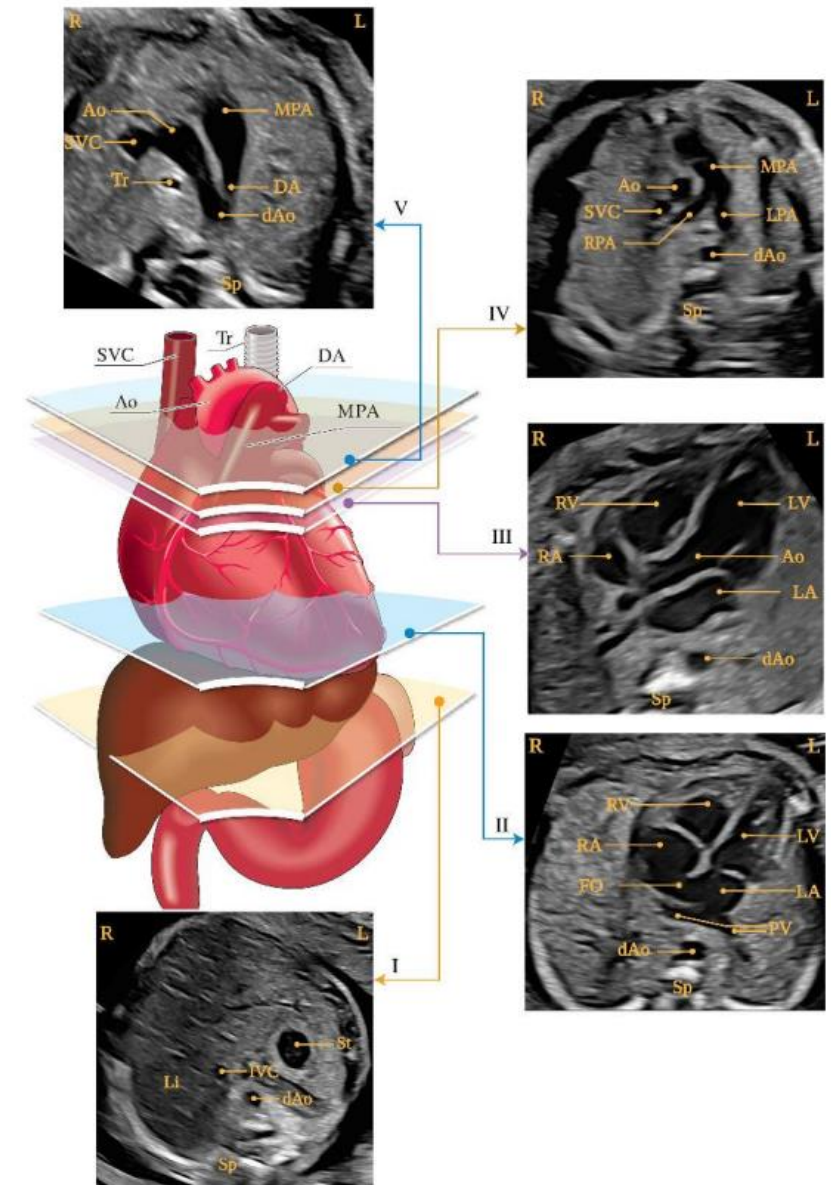 R L
Ao
MPA
SVC
Tr
DA
dAo
Sp
V
R L
MPA
Ao
SVC
LPA
RPA
dAo
Sp
IV
SVC
Tr
DA
Ao
MPA
R L
RV
LV
RA
Ao
LA
dAo
Sp
III
R L
RV
LV
RA
FO
LA
PV
dAo
Sp
II
R L
I
St
IVC
Li
dAo
Sp